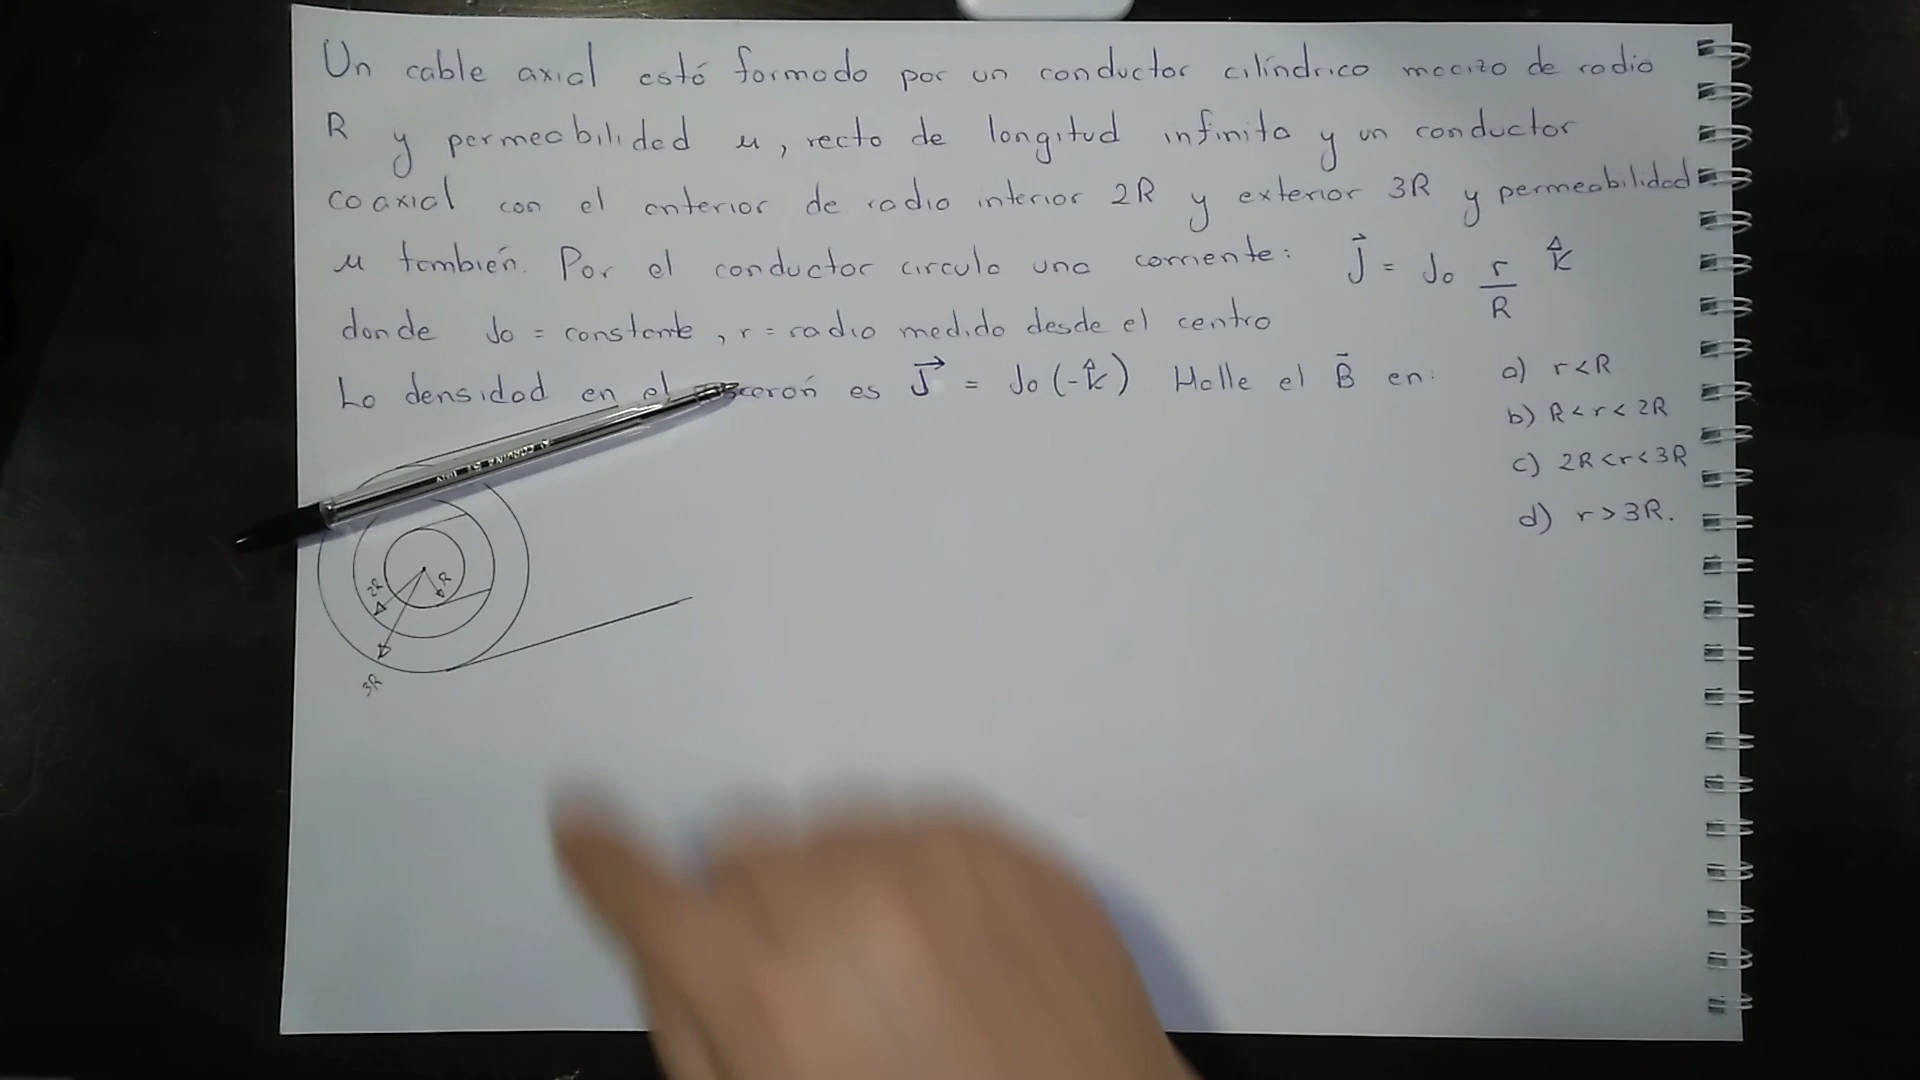 Un cable axial está formado por un conductor cilíndrico macizo de radio
R y permeabilidad μ, recto de longitud infinita y un conductor
coaxial con el anterior de radio interior 2R y exterior 3R y permeabilidad
μ también. Por el conductor circula una corriente: J⃗ = Jo r/R k̂
donde Jo = constante, r = radio medido desde el centro
La densidad en el es J⃗ = Jo (-k̂) Halle el B⃗ en: a) r<R
b) R<r<2R
c) 2R<r<3R
d) r>3R.
2R
R
3R